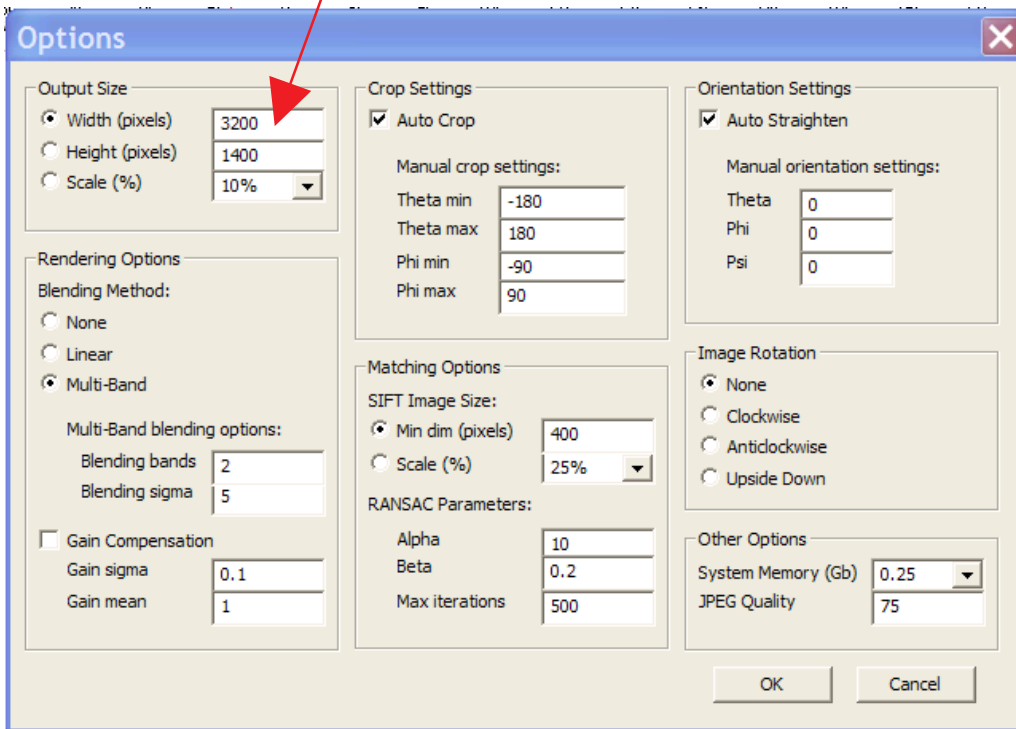 Options
Output Size
Width (pixels) 3200
Height (pixels) 1400
Scale (%) 10%
Rendering Options
Blending Method:
None
Linear
Multi-Band
Multi-Band blending options:
Blending bands 2
Blending sigma 5
Gain Compensation
Gain sigma 0.1
Gain mean 1
Crop Settings
Auto Crop
Manual crop settings:
Theta min -180
Theta max 180
Phi min -90
Phi max 90
Matching Options
SIFT Image Size:
Min dim (pixels) 400
Scale (%) 25%
RANSAC Parameters:
Alpha 10
Beta 0.2
Max iterations 500
Orientation Settings
Auto Straighten
Manual orientation settings:
Theta 0
Phi 0
Psi 0
Image Rotation
None
Clockwise
Anticlockwise
Upside Down
Other Options
System Memory (Gb) 0.25
JPEG Quality 75
OK Cancel